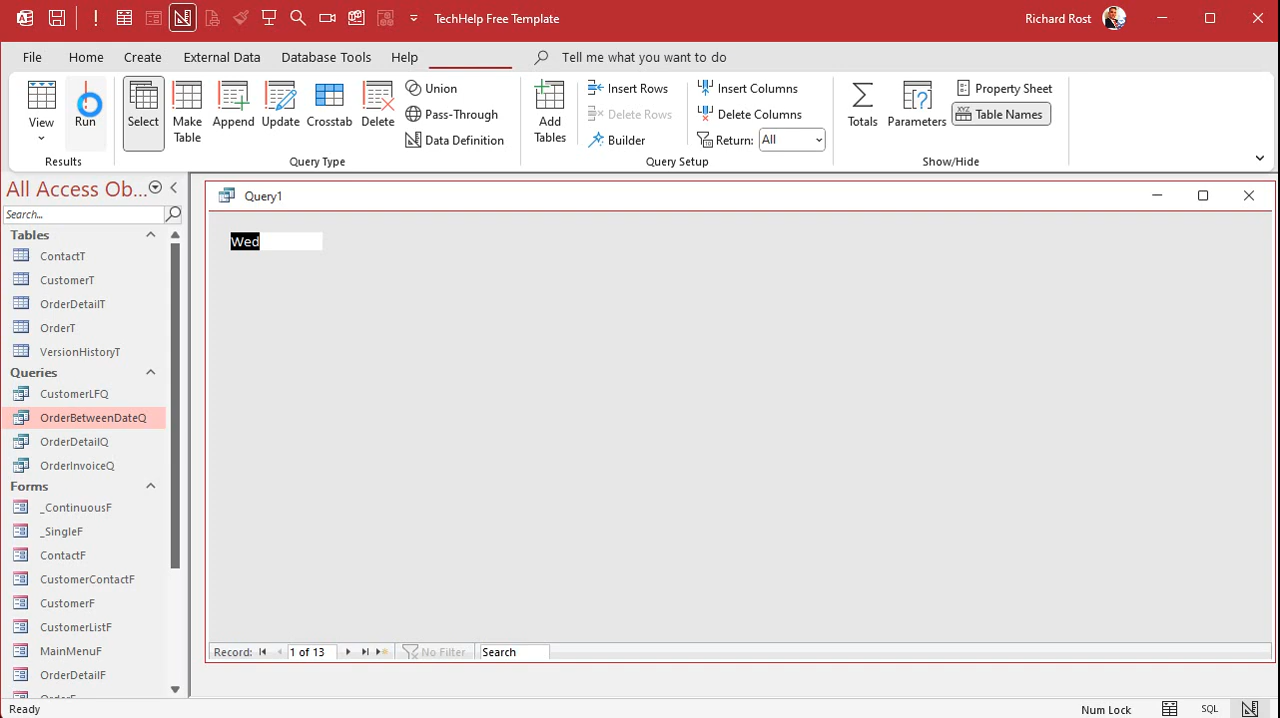 TechHelp Free Template
Richard Rost
File Home Create External Data Database Tools Help Tell me what you want to do
View
Run
Results
Select
Make Table
Append
Update
Crosstab
Delete
Union
Pass-Through
Data Definition
Query Type
Add Tables
Insert Rows
Delete Rows
Builder
Insert Columns
Delete Columns
Return: All
Query Setup
Totals
Parameters
Property Sheet
XYZ Table Names
Show/Hide
All Access Ob...
Search...
Tables
ContactT
CustomerT
OrderDetailT
OrderT
VersionHistoryT
Queries
CustomerLFQ
OrderBetweenDateQ
OrderDetailQ
OrderInvoiceQ
Forms
_ContinuousF
_SingleF
ContactF
CustomerContactF
CustomerF
CustomerListF
MainMenuF
OrderDetailF
OrderF
Query1
Wed
Record: 1 of 13 No Filter Search
Ready
Num Lock
SQL